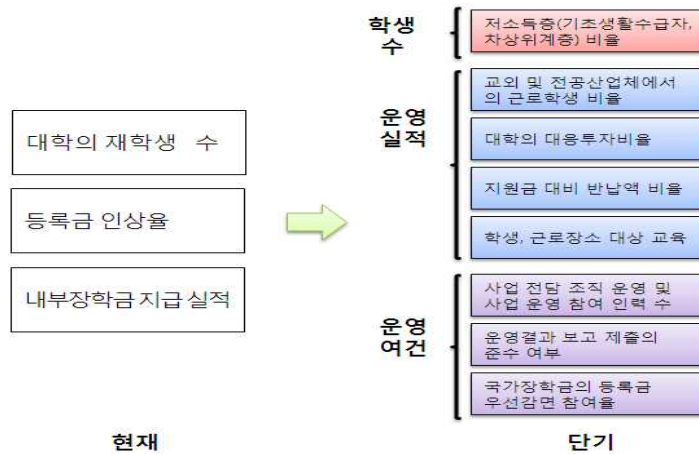 대학의 재학생 수
등록금 인상율
내부장학금 지급 실적
현재
학생
수
저소득층(기초생활수급자,
차상위계층) 비율
운영
실적
교외 및 전공산업체에서
의 근로학생 비율
대학의 대응투자비율
지원금 대비 반납액 비율
학생, 근로장소 대상 교육
운영
여건
사업 전담 조직 운영 및
사업 운영 참여 인력 수
운영결과 보고 제출의
준수 여부
국가장학금의 등록금
우선감면 참여율
단기